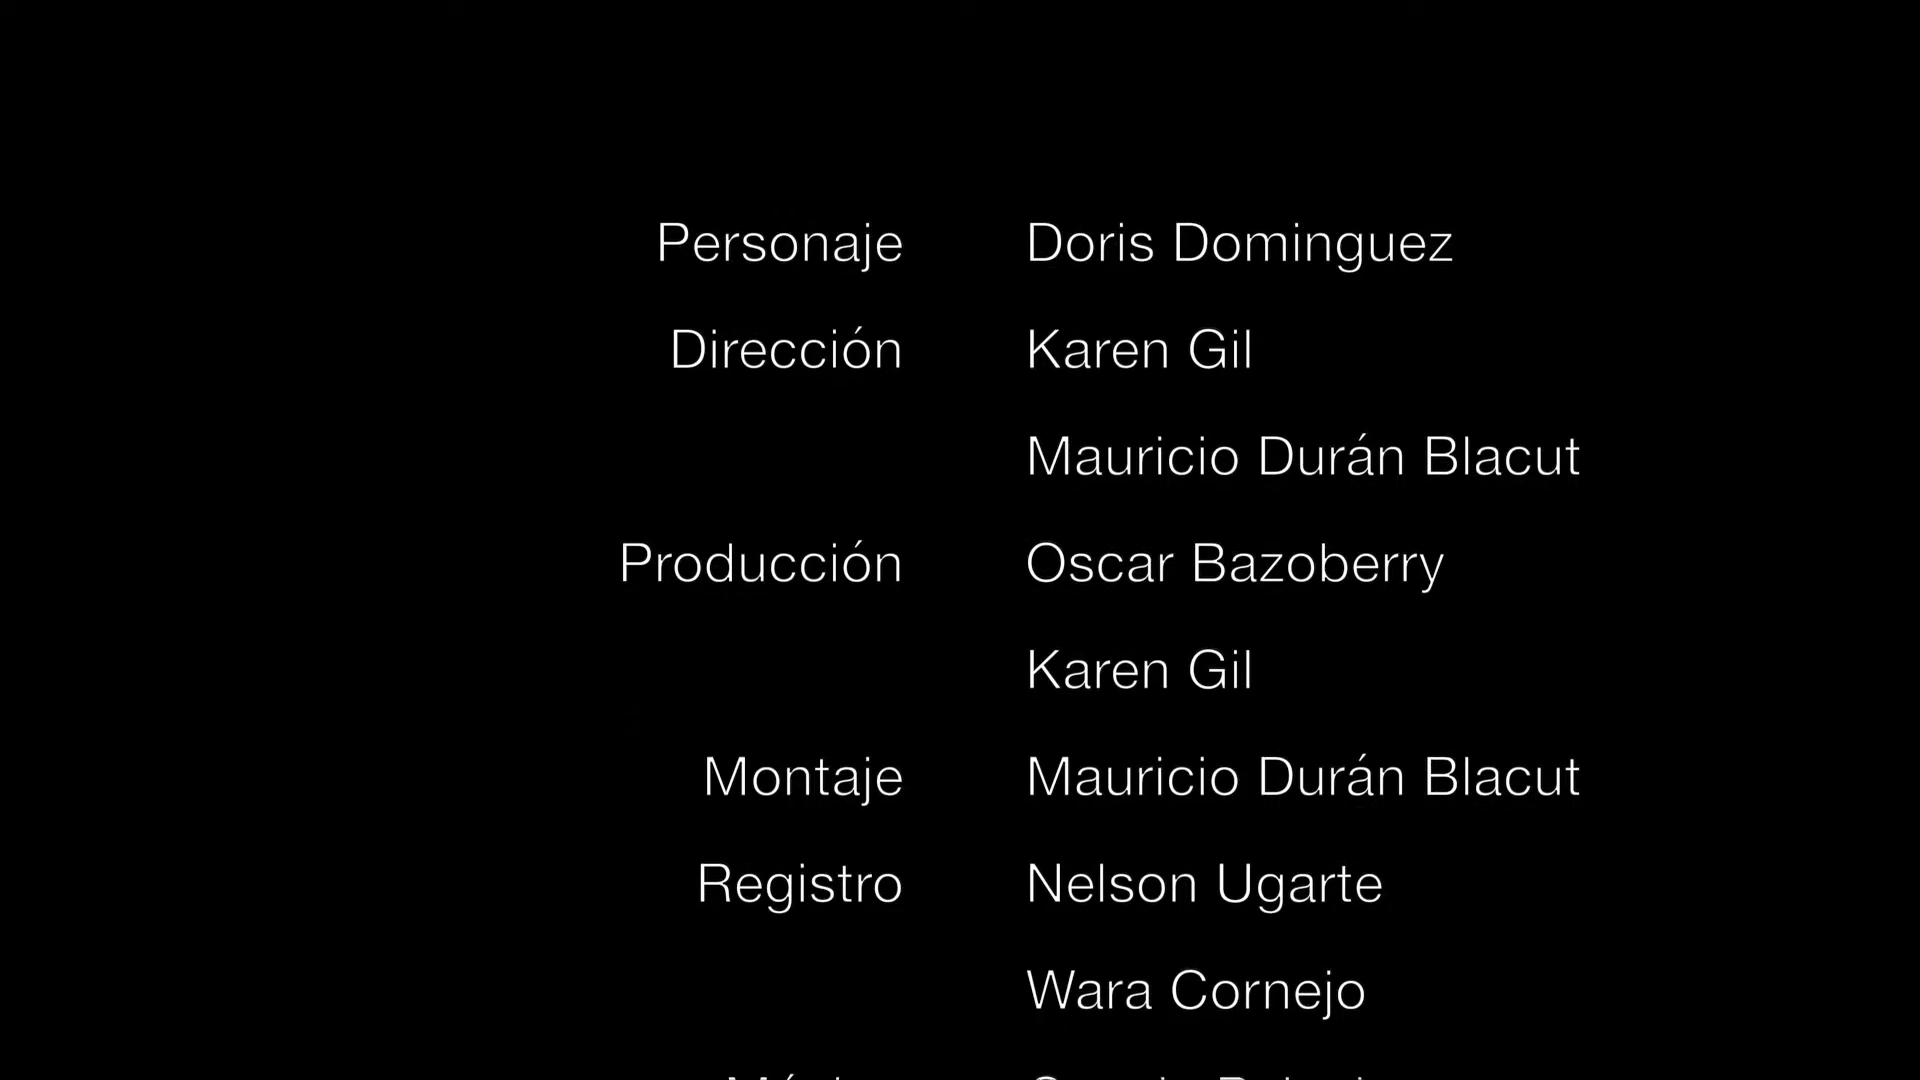 Personaje Doris Dominguez
Dirección Karen Gil
Mauricio Durán Blacut
Producción Oscar Bazoberry
Karen Gil
Montaje Mauricio Durán Blacut
Registro Nelson Ugarte
Wara Cornejo